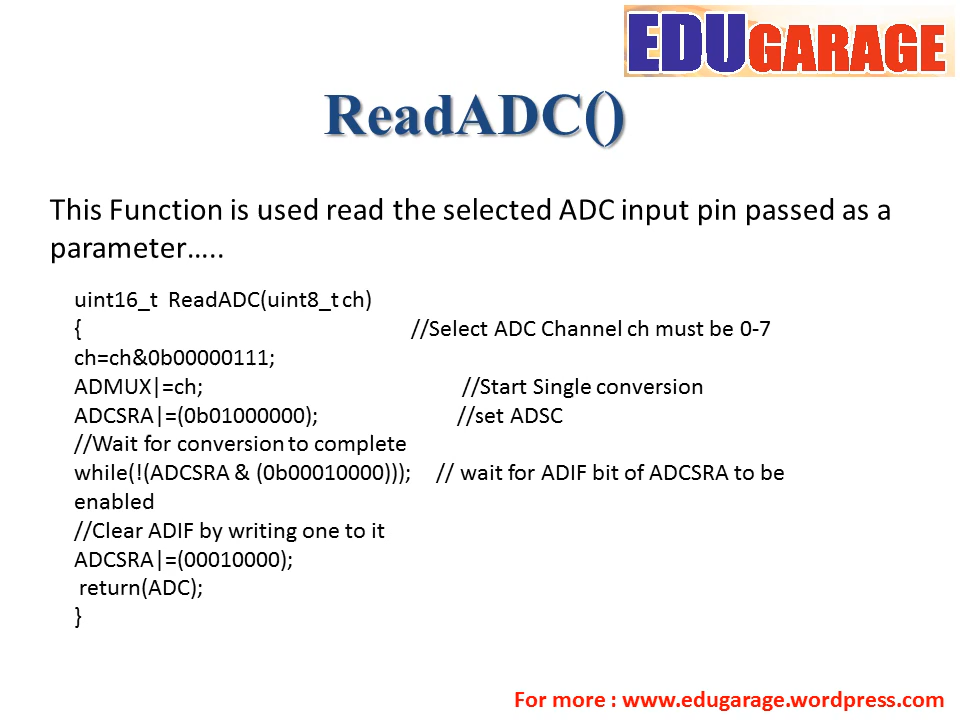 EDUGARAGE
ReadADC()
This Function is used read the selected ADC input pin passed as a
parameter…..
uint16_t ReadADC(uint8_t ch)
{ //Select ADC Channel ch must be 0-7
ch=ch&0b00000111;
ADMUX|=ch; //Start Single conversion
ADCSRA|=(0b01000000); //set ADSC
//Wait for conversion to complete
while(!(ADCSRA & (0b00010000))); // wait for ADIF bit of ADCSRA to be
enabled
//Clear ADIF by writing one to it
ADCSRA|=(00010000);
return(ADC);
}
For more : www.edugarage.wordpress.com